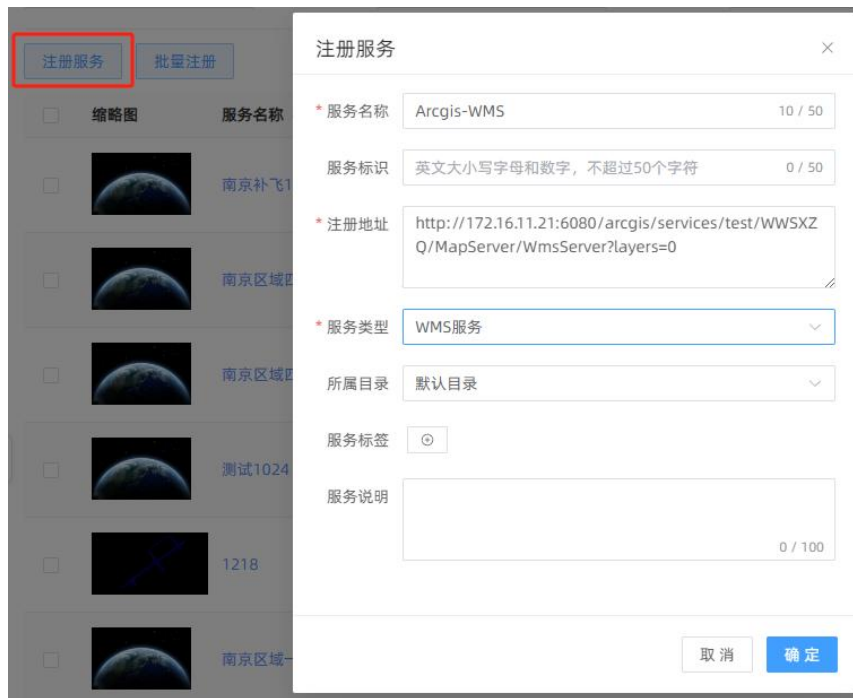 注册服务
批量注册
缩略图
服务名称
南京补飞1
南京区域四
南京区域四
测试1024
1218
南京区域一
注册服务
* 服务名称
Arcgis-WMS
10 / 50
服务标识
英文大小写字母和数字，不超过50个字符
0 / 50
* 注册地址
http://172.16.11.21:6080/arcgis/services/test/WWSXZ
Q/MapServer/WmsServer?layers=0
* 服务类型
WMS服务
所属目录
默认目录
服务标签
服务说明
0 / 100
取消
确定